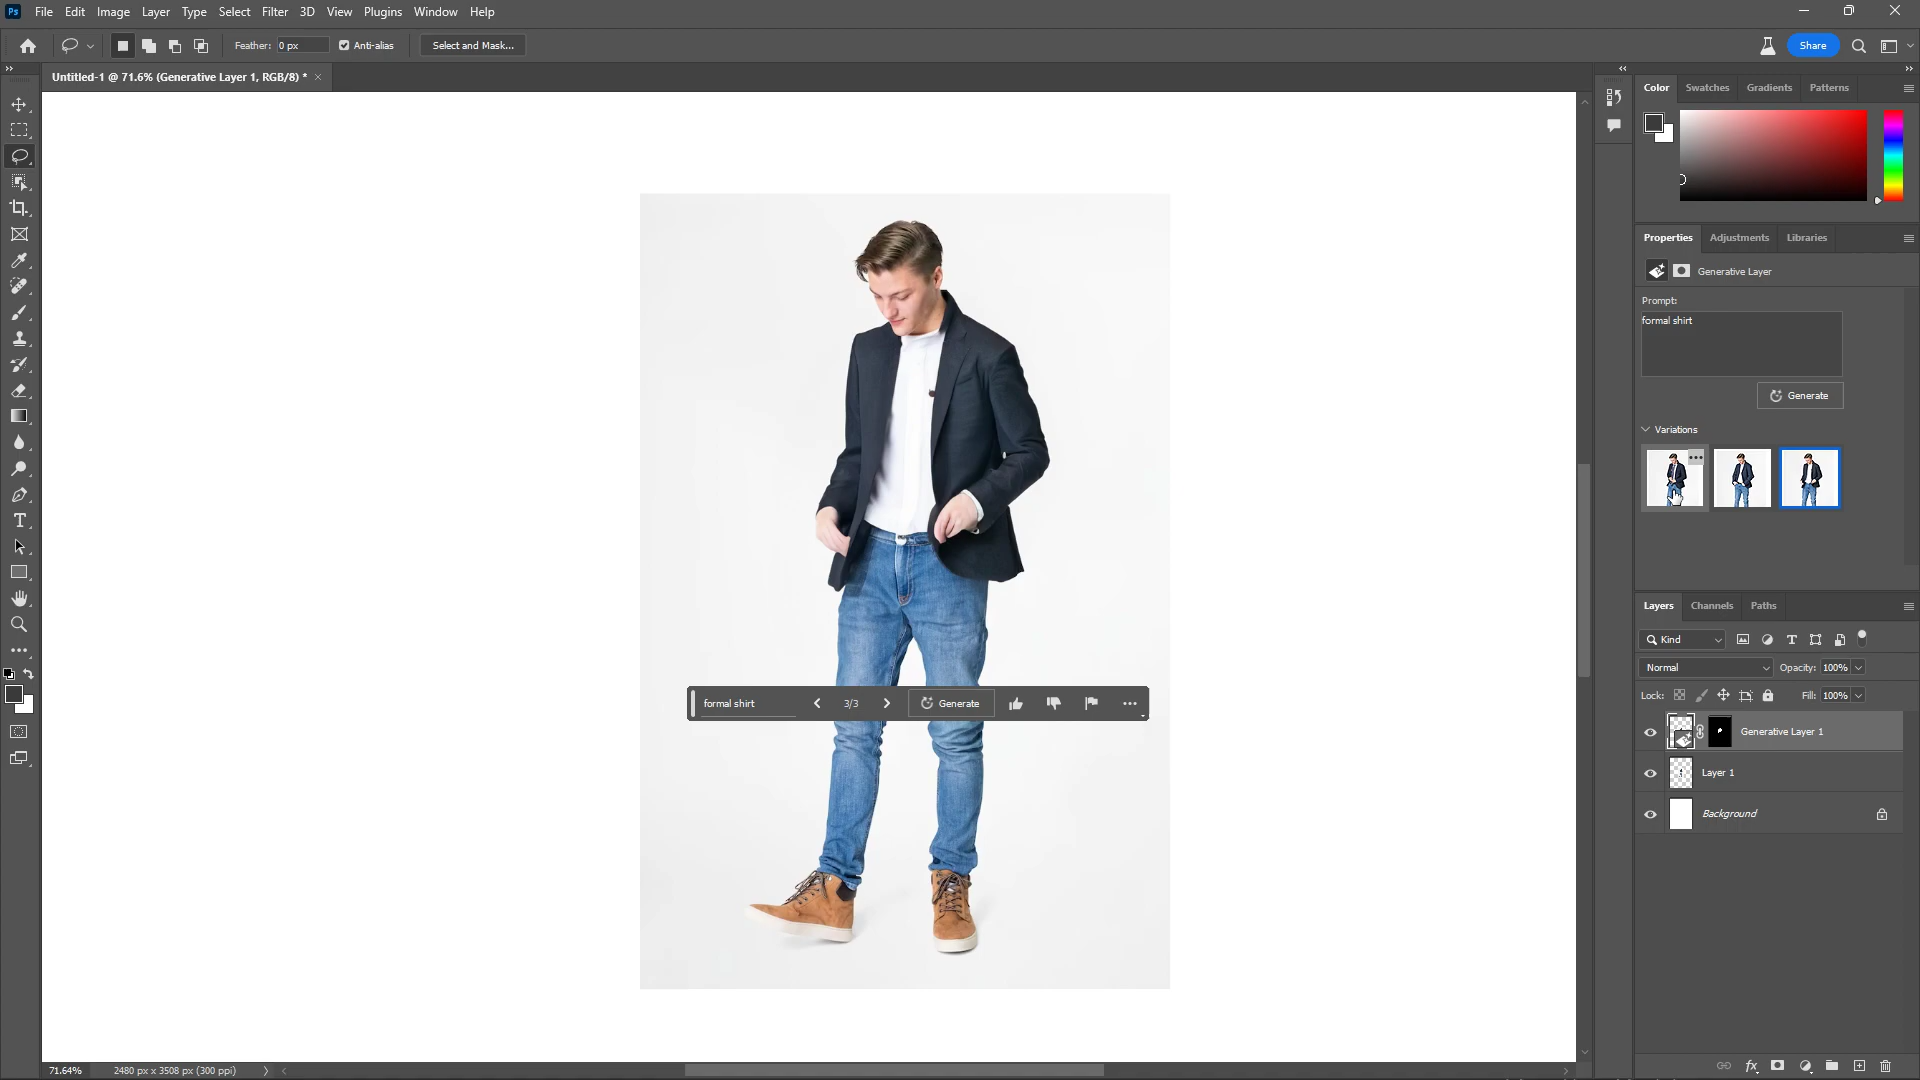 Ps File Edit Image Layer Type Select Filter 3D View Plugins Window Help
Feather: 0 px Anti-alias Select and Mask... Share
Untitled-1 @ 71.6% (Generative Layer 1, RGB/8) * ×
Color Swatches Gradients Patterns
Properties Adjustments Libraries
Generative Layer
Prompt:
formal shirt
Generate
Variations
formal shirt 3/3 Generate
Layers Channels Paths
Kind
Normal Opacity: 100%
Lock: Fill: 100%
Generative Layer 1
Layer 1
Background
71.64% 2480 px x 3508 px (300 ppi)